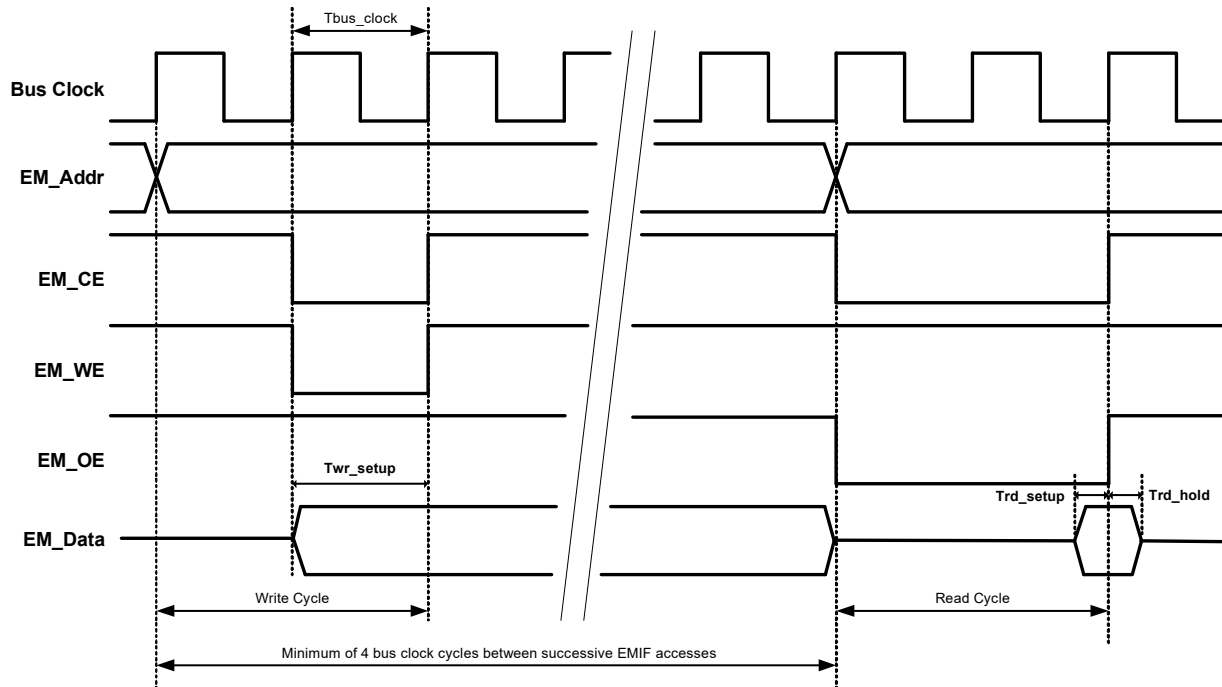 Tbus_clock
Bus Clock
EM_Addr
EM_CE
EM_WE
EM_OE
Twr_setup
Trd_setup
Trd_hold
EM_Data
Write Cycle
Read Cycle
Minimum of 4 bus clock cycles between successive EMIF accesses